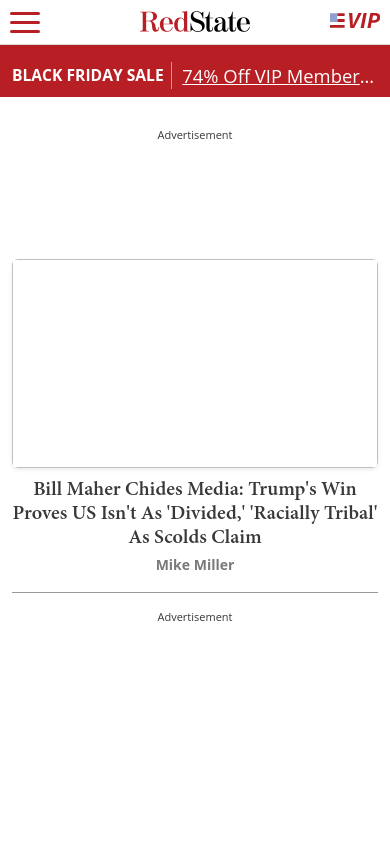 RedState
VIP
BLACK FRIDAY SALE
74% Off VIP Member...
Advertisement
Bill Maher Chides Media: Trump's Win
Proves US Isn't As 'Divided,' 'Racially Tribal'
As Scolds Claim
Mike Miller
Advertisement